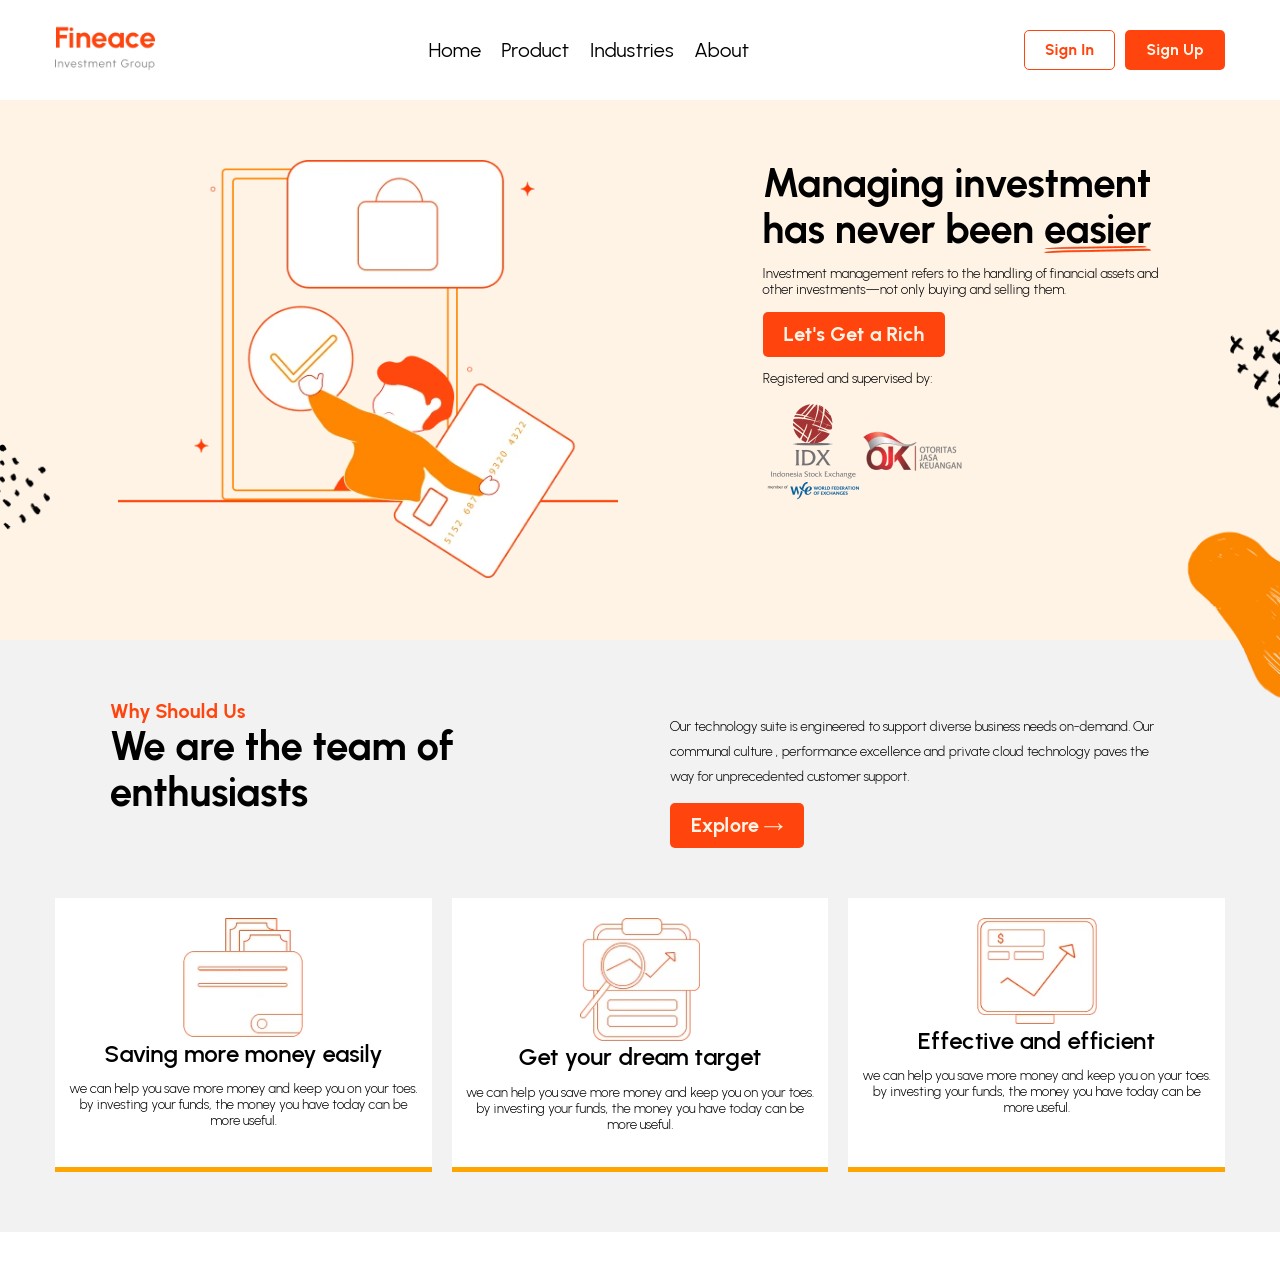 Fineace
Investment Group
Home Product Industries About
Sign In
Sign Up
Managing investment
has never been easier
Investment management refers to the handling of financial assets and
other investments—not only buying and selling them.
Let's Get a Rich
Registered and supervised by:
IDX
Indonesia Stock Exchange
member of wfe WORLD FEDERATION
OF EXCHANGES
OJK OTORITAS
JASA
KEUANGAN
9320 4322
5152 687
Why Should Us
We are the team of
enthusiasts
Our technology suite is engineered to support diverse business needs on-demand. Our
communal culture , performance excellence and private cloud technology paves the
way for unprecedented customer support.
Explore →
$
Saving more money easily
we can help you save more money and keep you on your toes.
by investing your funds, the money you have today can be
more useful.
Get your dream target
we can help you save more money and keep you on your toes.
by investing your funds, the money you have today can be
more useful.
Effective and efficient
we can help you save more money and keep you on your toes.
by investing your funds, the money you have today can be
more useful.